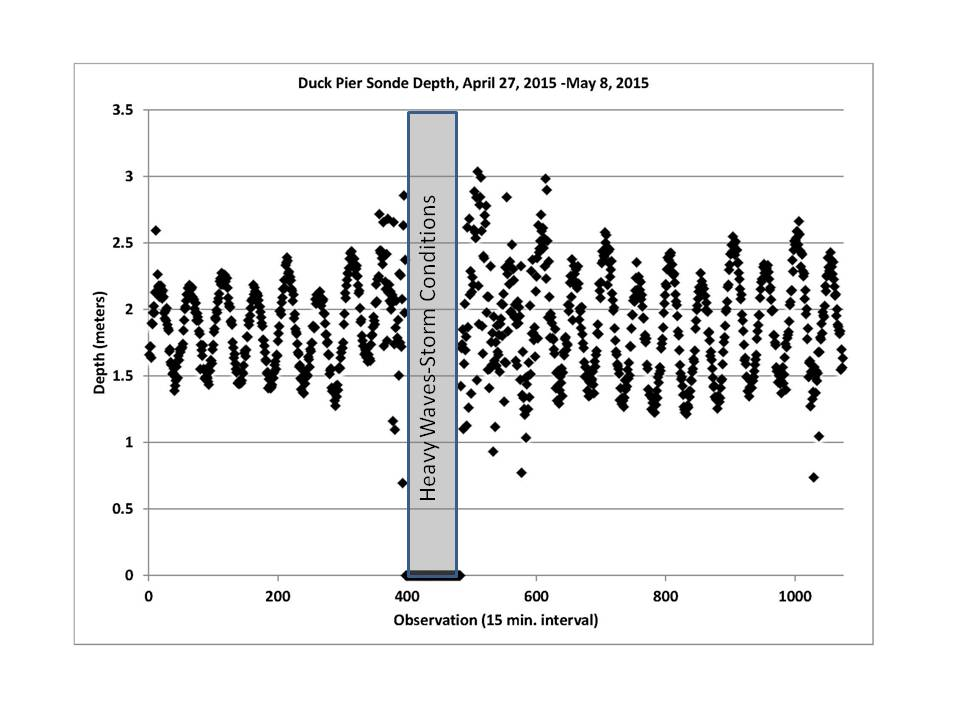 Duck Pier Sonde Depth, April 27, 2015 -May 8, 2015
3.5
3
2.5
2
1.5
1
0.5
0
Depth (meters)
Heavy Waves-Storm Conditions
0 200 400 600 800 1000
Observation (15 min. interval)